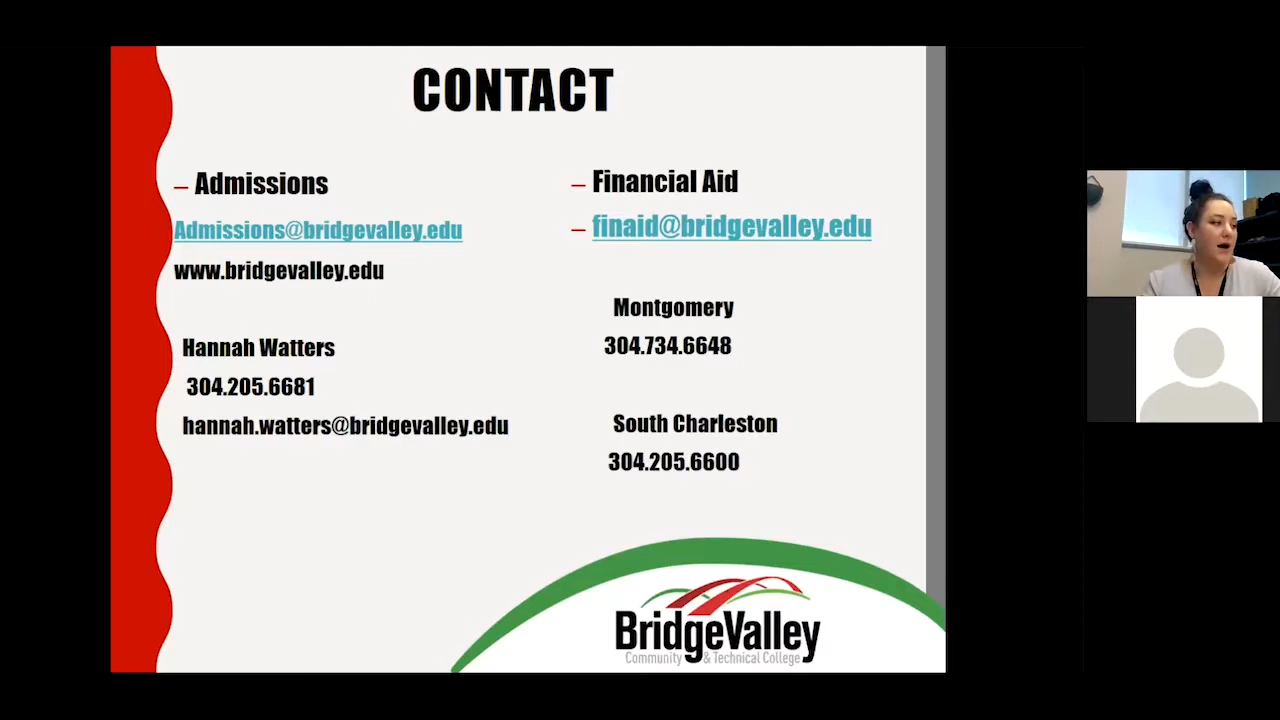 CONTACT
– Admissions
Admissions@bridgevalley.edu
www.bridgevalley.edu
Hannah Watters
304.205.6681
hannah.watters@bridgevalley.edu
– Financial Aid
– finaid@bridgevalley.edu
Montgomery
304.734.6648
South Charleston
304.205.6600
BridgeValley
Community & Technical College